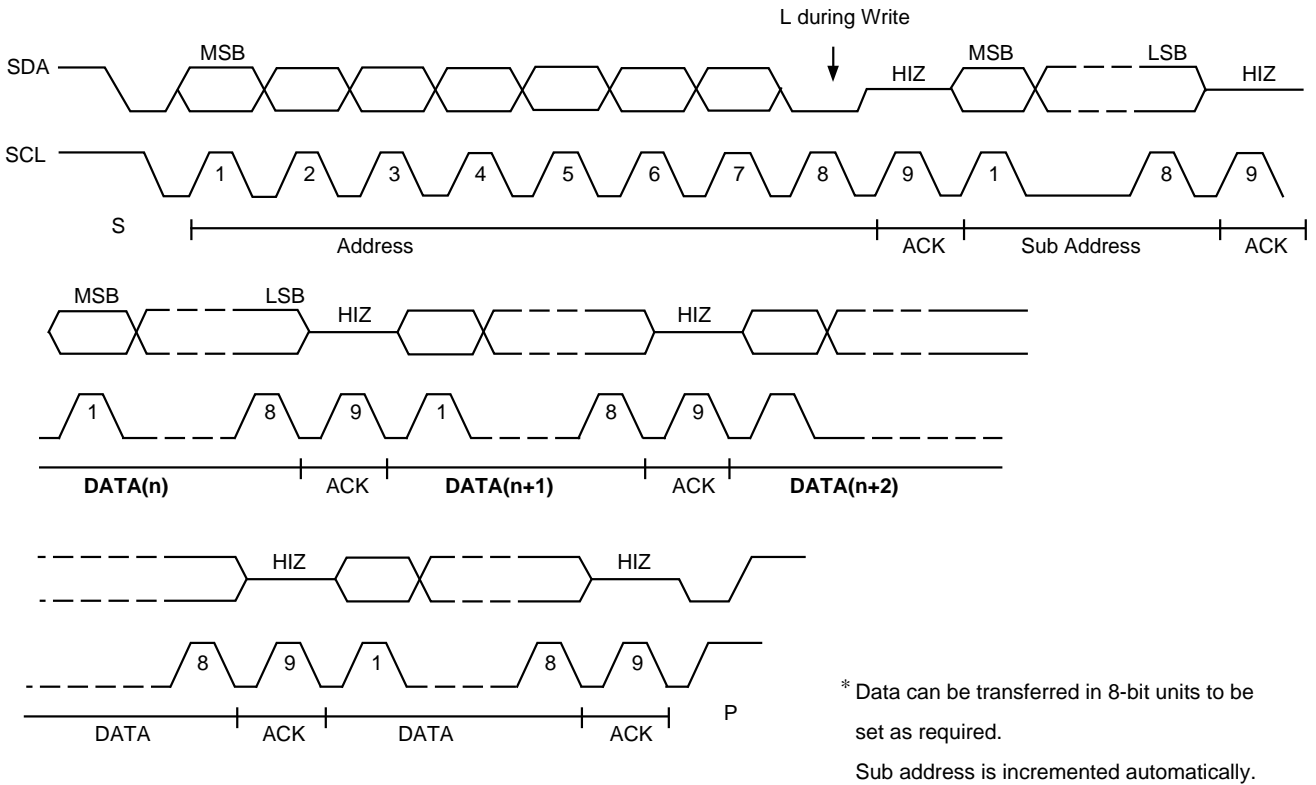 L during Write
MSB MSB LSB
SDA HIZ HIZ
SCL
1 2 3 4 5 6 7 8 9 1 8 9
S
Address ACK Sub Address ACK
MSB LSB
HIZ HIZ
1 8 9 1 8 9
DATA(n) ACK DATA(n+1) ACK DATA(n+2)
HIZ HIZ
8 9 1 8 9
DATA ACK DATA ACK P
* Data can be transferred in 8-bit units to be
set as required.
Sub address is incremented automatically.